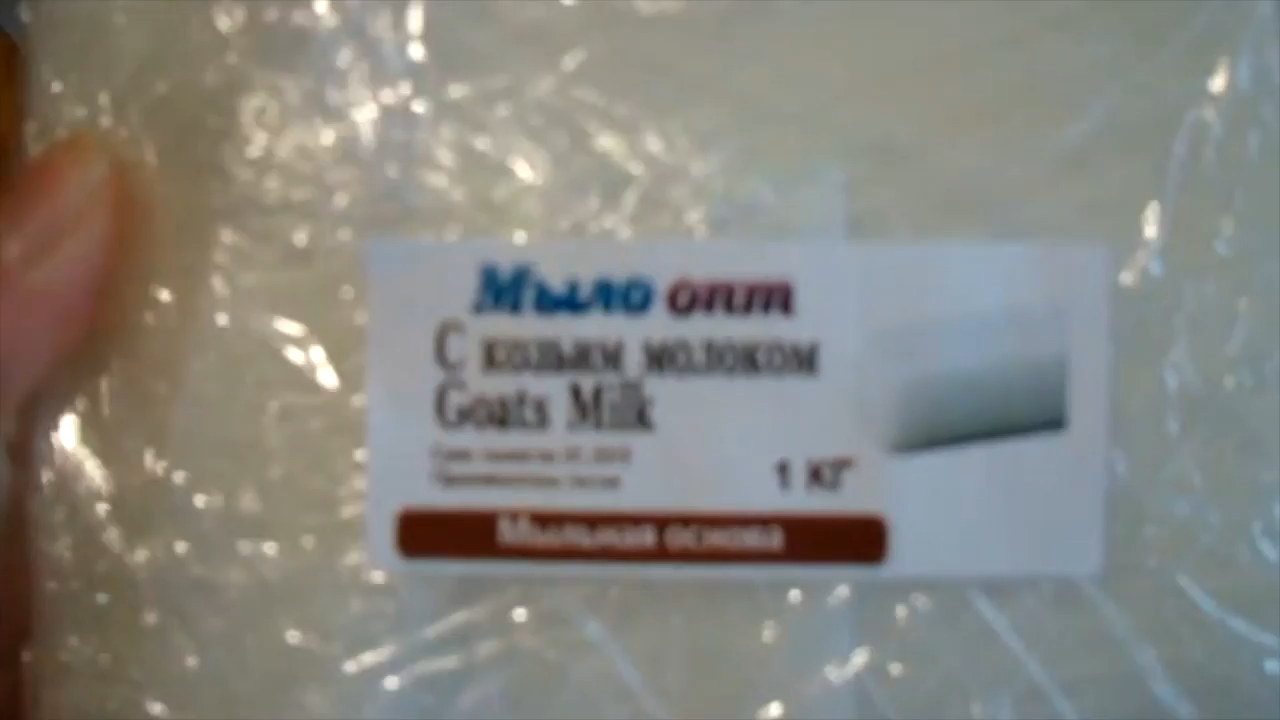 Мыло опт
С козьим молоком
Goats Milk
1 КГ
Мыльная основа